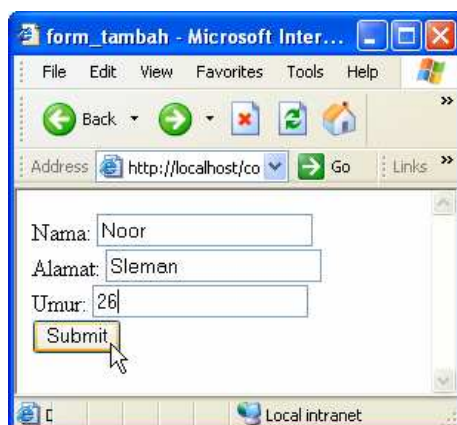 form_tambah - Microsoft Inter...
File Edit View Favorites Tools Help
Back
Address http://localhost/co Go Links
Nama: Noor
Alamat: Sleman
Umur: 26
Submit
Local intranet